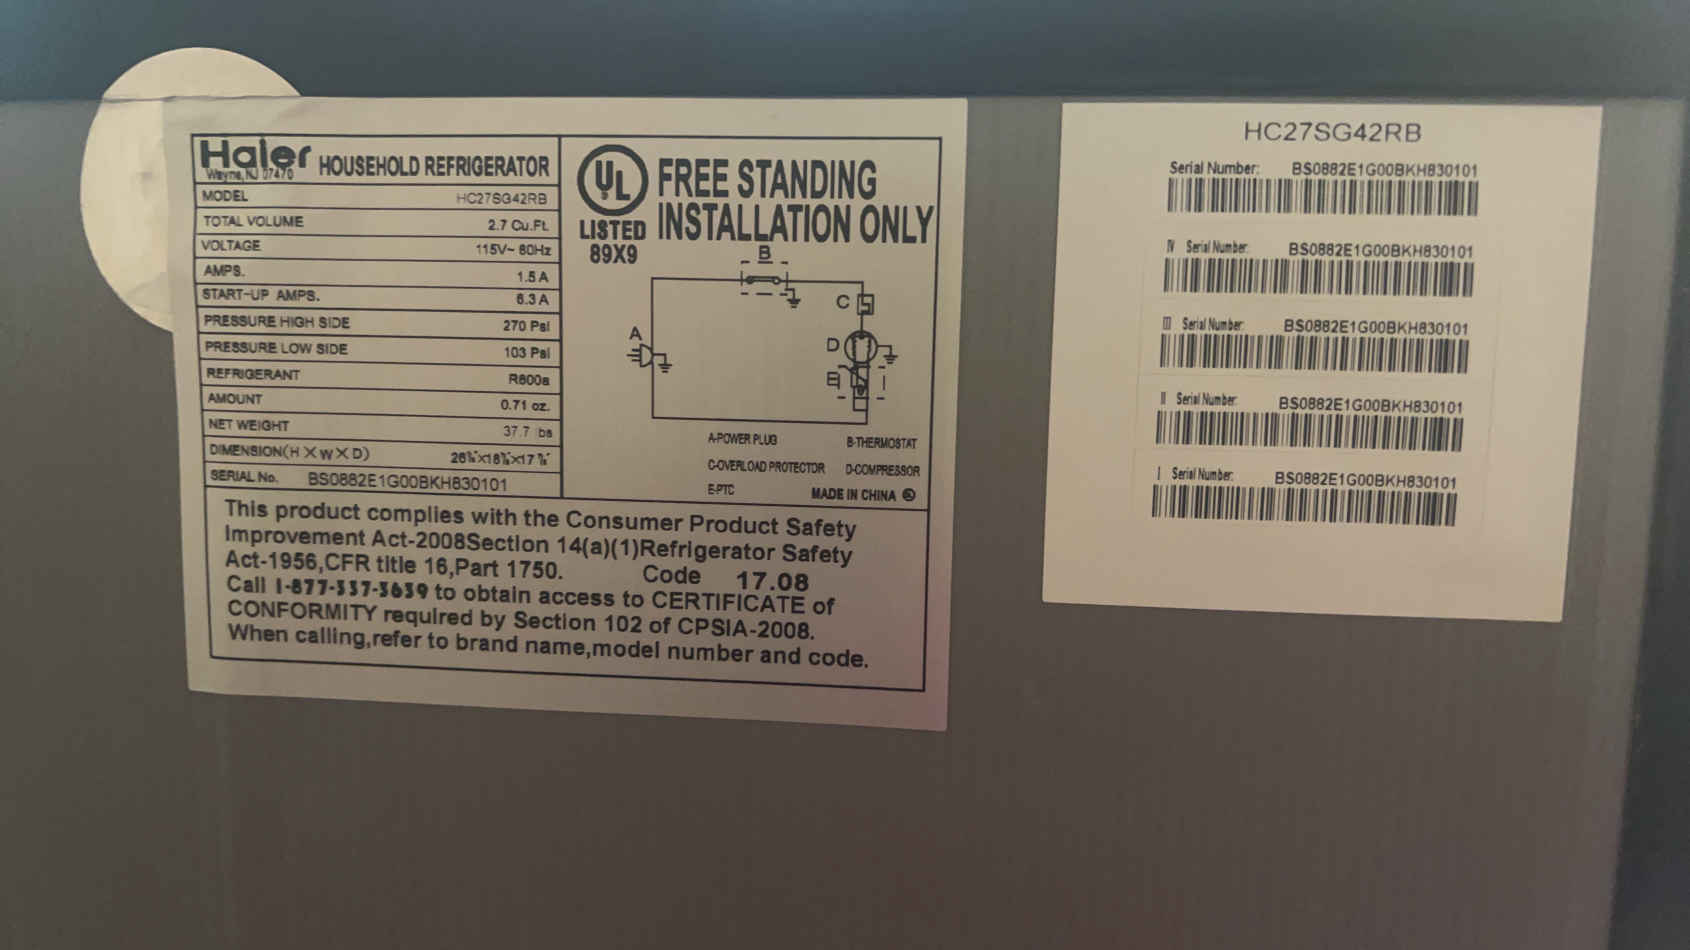 Haier HOUSEHOLD REFRIGERATOR
Wayne, NJ 07470
MODEL HC27SG42RB
TOTAL VOLUME 2.7 Cu.Ft.
VOLTAGE 115V~ 60Hz
AMPS. 1.5 A
START-UP AMPS. 6.3 A
PRESSURE HIGH SIDE 270 Psi
PRESSURE LOW SIDE 103 Psi
REFRIGERANT R600a
AMOUNT 0.71 oz.
NET WEIGHT 37.7 lbs
DIMENSION(H×W×D)
SERIAL No. BS0882E1G00BKH830101
UL
LISTED
89X9
FREE STANDING
INSTALLATION ONLY
B
C
A
D
E
A-POWER PLUG B-THERMOSTAT
C-OVERLOAD PROTECTOR D-COMPRESSOR
E-PTC MADE IN CHINA
This product complies with the Consumer Product Safety
Improvement Act-2008Section 14(a)(1)Refrigerator Safety
Act-1956,CFR title 16,Part 1750. Code 17.08
Call 1-877-337-3639 to obtain access to CERTIFICATE of
CONFORMITY required by Section 102 of CPSIA-2008.
When calling,refer to brand name,model number and code.
HC27SG42RB
Serial Number: BS0882E1G00BKH830101
IV Serial Number: BS0882E1G00BKH830101
III Serial Number: BS0882E1G00BKH830101
II Serial Number: BS0882E1G00BKH830101
I Serial Number: BS0882E1G00BKH830101